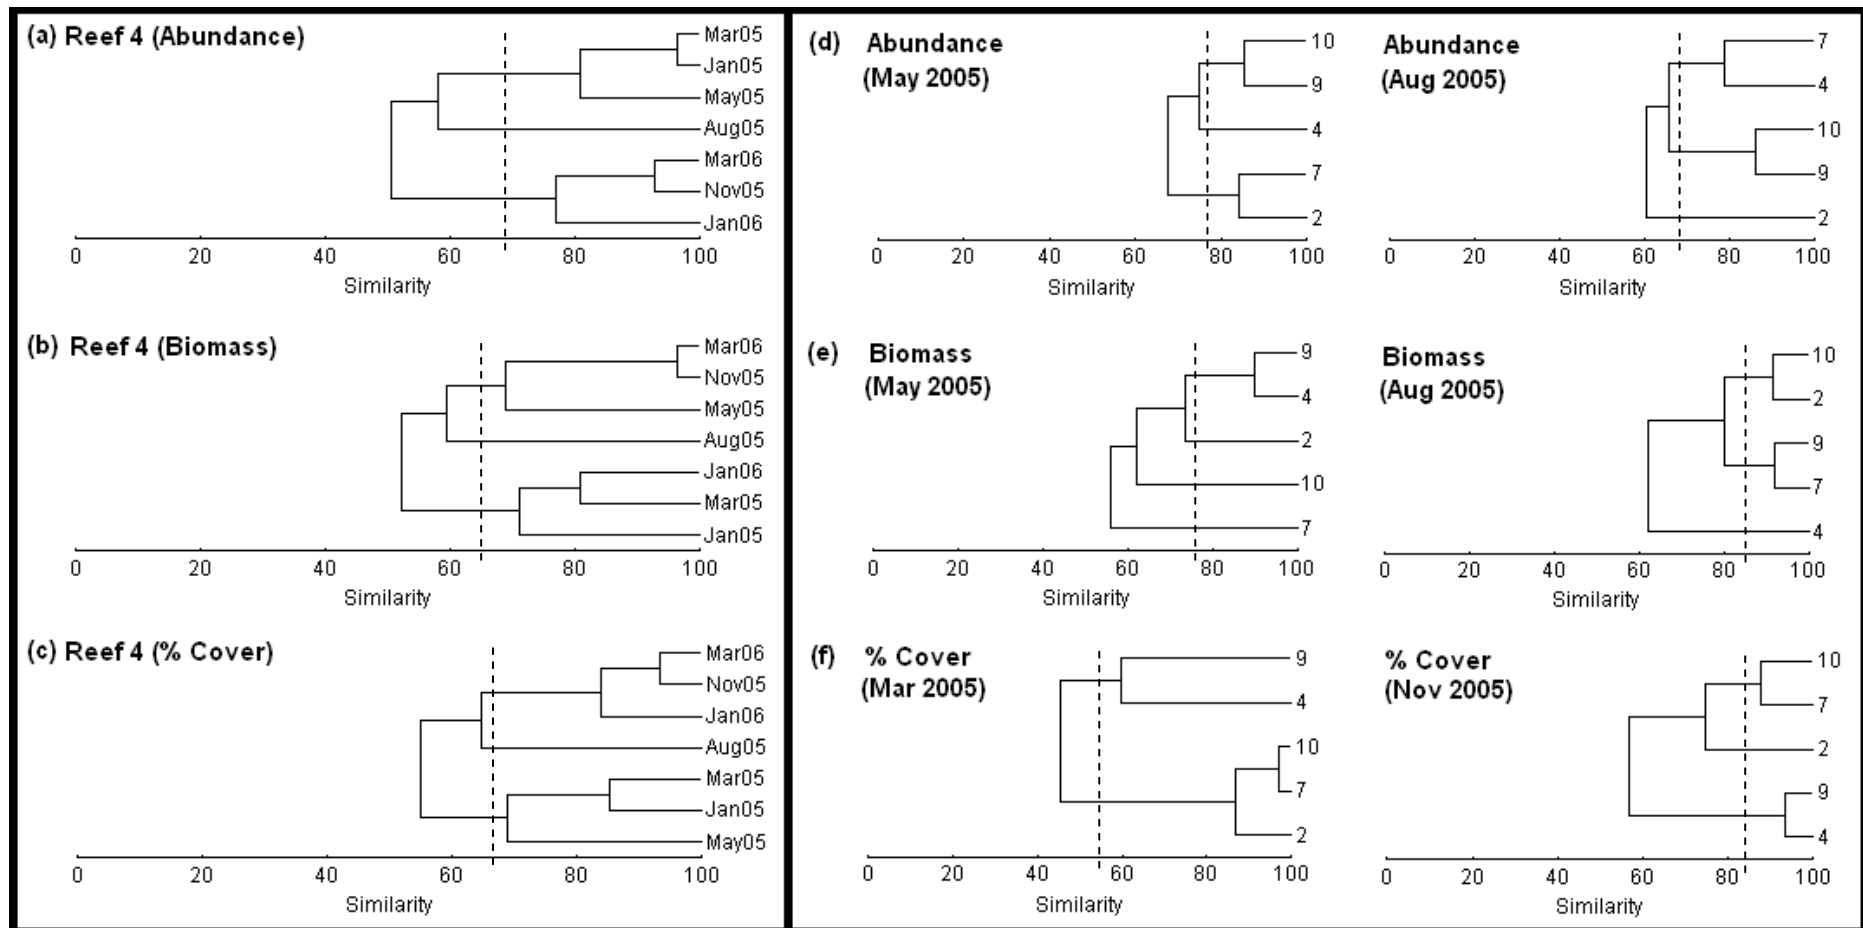 (a) Reef 4 (Abundance)
Mar05
Jan05
May05
Aug05
Mar06
Nov05
Jan06
0 20 40 60 80 100
Similarity
(b) Reef 4 (Biomass)
Mar06
Nov05
May05
Aug05
Jan06
Mar05
Jan05
0 20 40 60 80 100
Similarity
(c) Reef 4 (% Cover)
Mar06
Nov05
Jan06
Aug05
Mar05
Jan05
May05
0 20 40 60 80 100
Similarity
(d) Abundance
(May 2005)
10
9
4
7
2
0 20 40 60 80 100
Similarity
Abundance
(Aug 2005)
7
4
10
9
2
0 20 40 60 80 100
Similarity
(e) Biomass
(May 2005)
9
4
2
10
7
0 20 40 60 80 100
Similarity
Biomass
(Aug 2005)
10
2
9
7
4
0 20 40 60 80 100
Similarity
(f) % Cover
(Mar 2005)
9
4
10
7
2
0 20 40 60 80 100
Similarity
% Cover
(Nov 2005)
10
7
2
9
4
0 20 40 60 80 100
Similarity